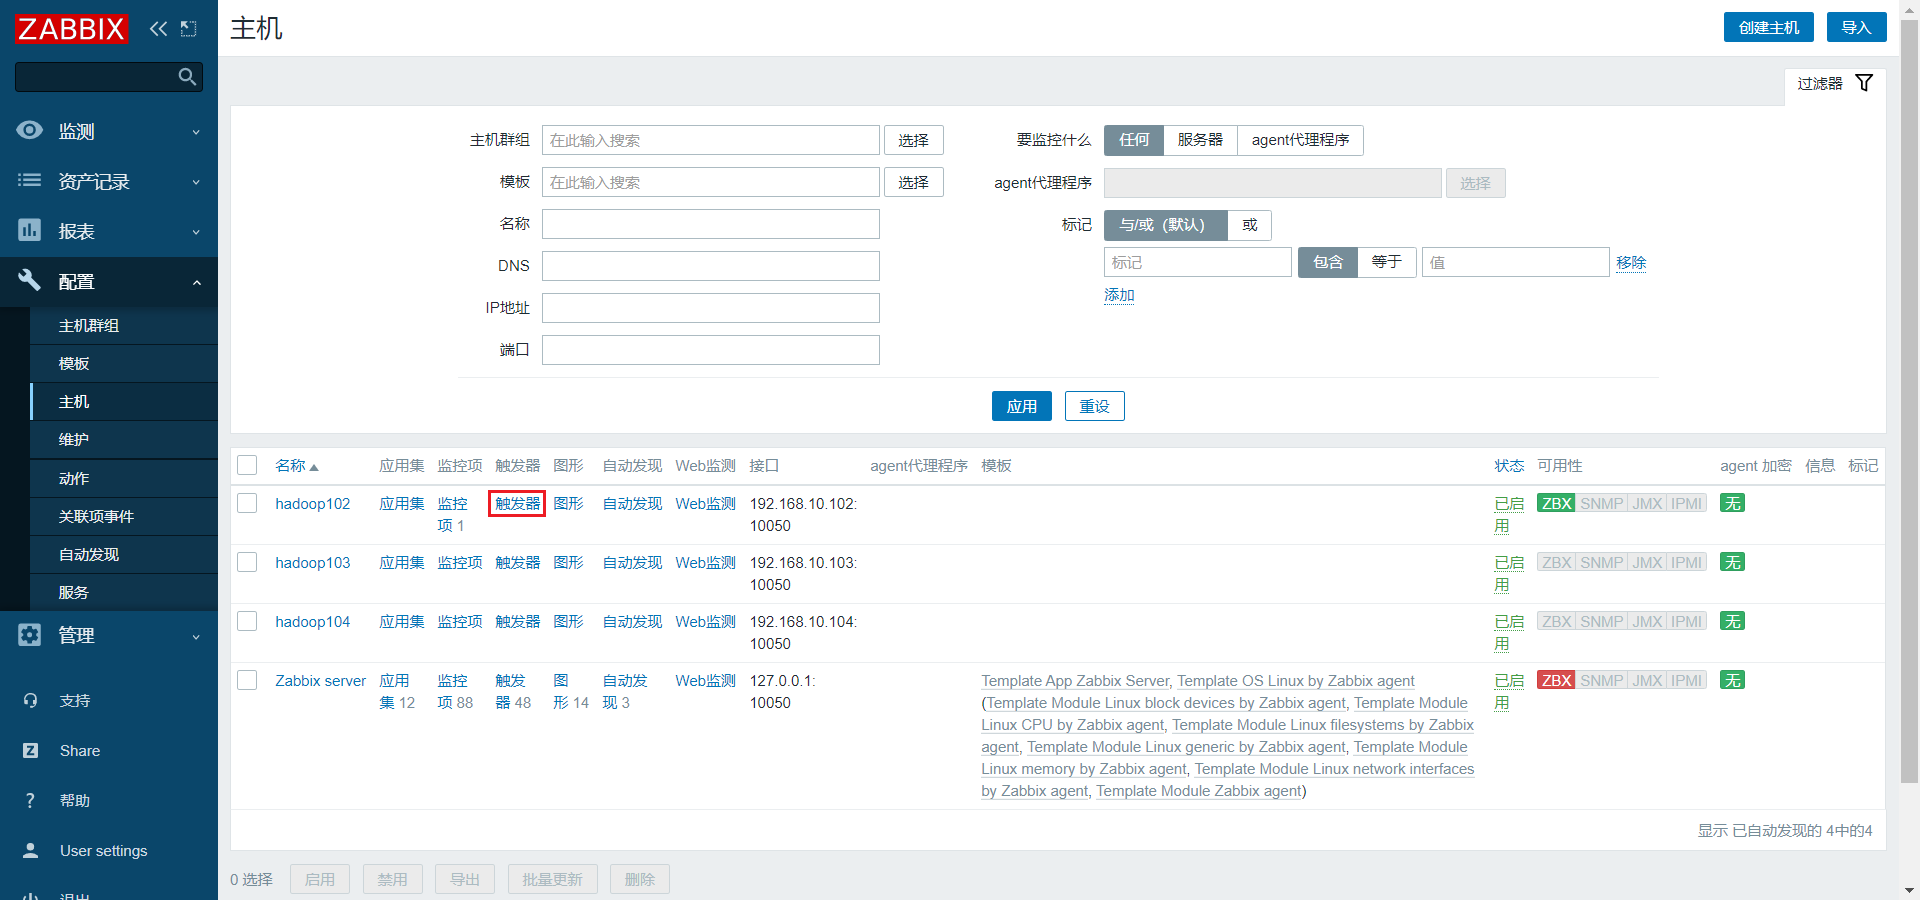 ZABBIX
监测
资产记录
报表
配置
主机群组
模板
主机
维护
动作
关联项事件
自动发现
服务
管理
支持
Share
帮助
User settings
主机
创建主机 导入
过滤器
主机群组 在此输入搜索 选择
模板 在此输入搜索 选择
名称
DNS
IP地址
端口
要监控什么 任何 服务器 agent代理程序
agent代理程序 选择
标记 与/或 (默认) 或
标记 包含 等于 值 移除
添加
应用 重设
名称 应用集 监控项 触发器 图形 自动发现 Web监测 接口 agent代理程序 模板 状态 可用性 agent 加密 信息 标记
hadoop102 应用集 监控 触发器 图形 自动发现 Web监测 192.168.10.102: 已启 ZBX SNMP JMX IPMI 无
项 1 10050 用
hadoop103 应用集 监控项 触发器 图形 自动发现 Web监测 192.168.10.103: 已启 ZBX SNMP JMX IPMI 无
10050 用
hadoop104 应用集 监控项 触发器 图形 自动发现 Web监测 192.168.10.104: 已启 ZBX SNMP JMX IPMI 无
10050 用
Zabbix server 应用 监控 触发 图 自动发 Web监测 127.0.0.1: Template App Zabbix Server, Template OS Linux by Zabbix agent 已启 ZBX SNMP JMX IPMI 无
集 12 项 88 器 48 形 14 现 3 10050 (Template Module Linux block devices by Zabbix agent, Template Module 用
Linux CPU by Zabbix agent, Template Module Linux filesystems by Zabbix
agent, Template Module Linux generic by Zabbix agent, Template Module
Linux memory by Zabbix agent, Template Module Linux network interfaces
by Zabbix agent, Template Module Zabbix agent)
显示 已自动发现的 4中的4
0 选择 启用 禁用 导出 批量更新 删除